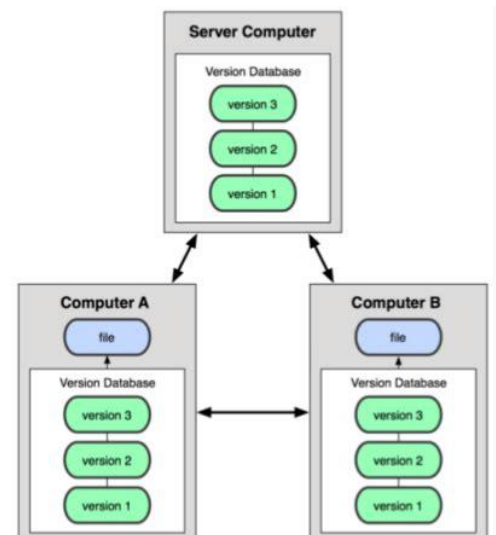 Server Computer
Version Database
version 3
version 2
version 1
Computer A
file
Version Database
version 3
version 2
version 1
Computer B
file
Version Database
version 3
version 2
version 1